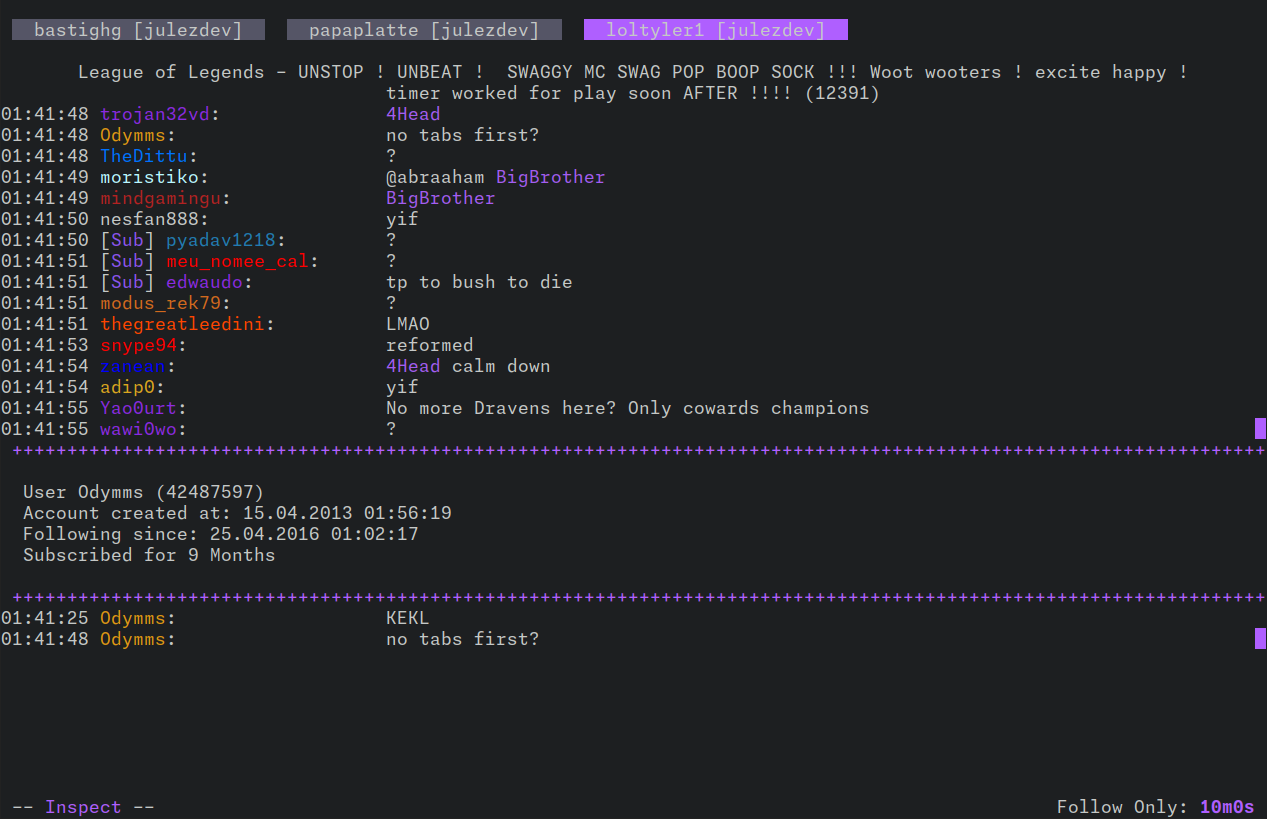 bastighg [julezdev] papaplatte [julezdev] loltyler1 [julezdev]
League of Legends – UNSTOP ! UNBEAT ! SWAGGY MC SWAG POP BOOP SOCK !!! Woot wooters ! excite happy !
timer worked for play soon AFTER !!!! (12391)
01:41:48 trojan32vd: 4Head
01:41:48 Odymms: no tabs first?
01:41:48 TheDittu: ?
01:41:49 moristiko: @abraaham BigBrother
01:41:49 mindgamingu: BigBrother
01:41:50 nesfan888: yif
01:41:50 [Sub] pyadav1218: ?
01:41:51 [Sub] meu_nomee_cal: ?
01:41:51 [Sub] edwaudo: tp to bush to die
01:41:51 modus_rek79: ?
01:41:51 thegreatleedini: LMAO
01:41:53 snype94: reformed
01:41:54 4Head calm down
01:41:54 adip0: yif
01:41:55 Yao0urt: No more Dravens here? Only cowards champions
01:41:55 wawi0wo: ?
++++++++++++++++++++++++++++++++++++++++++++++++++++++++++++++++++++++++++++++++++++++++++++++++++++++++++++++++++
User Odymms (42487597)
Account created at: 15.04.2013 01:56:19
Following since: 25.04.2016 01:02:17
Subscribed for 9 Months
++++++++++++++++++++++++++++++++++++++++++++++++++++++++++++++++++++++++++++++++++++++++++++++++++++++++++++++++++
01:41:25 Odymms: KEKL
01:41:48 Odymms: no tabs first?
-- Inspect -- Follow Only: 10m0s